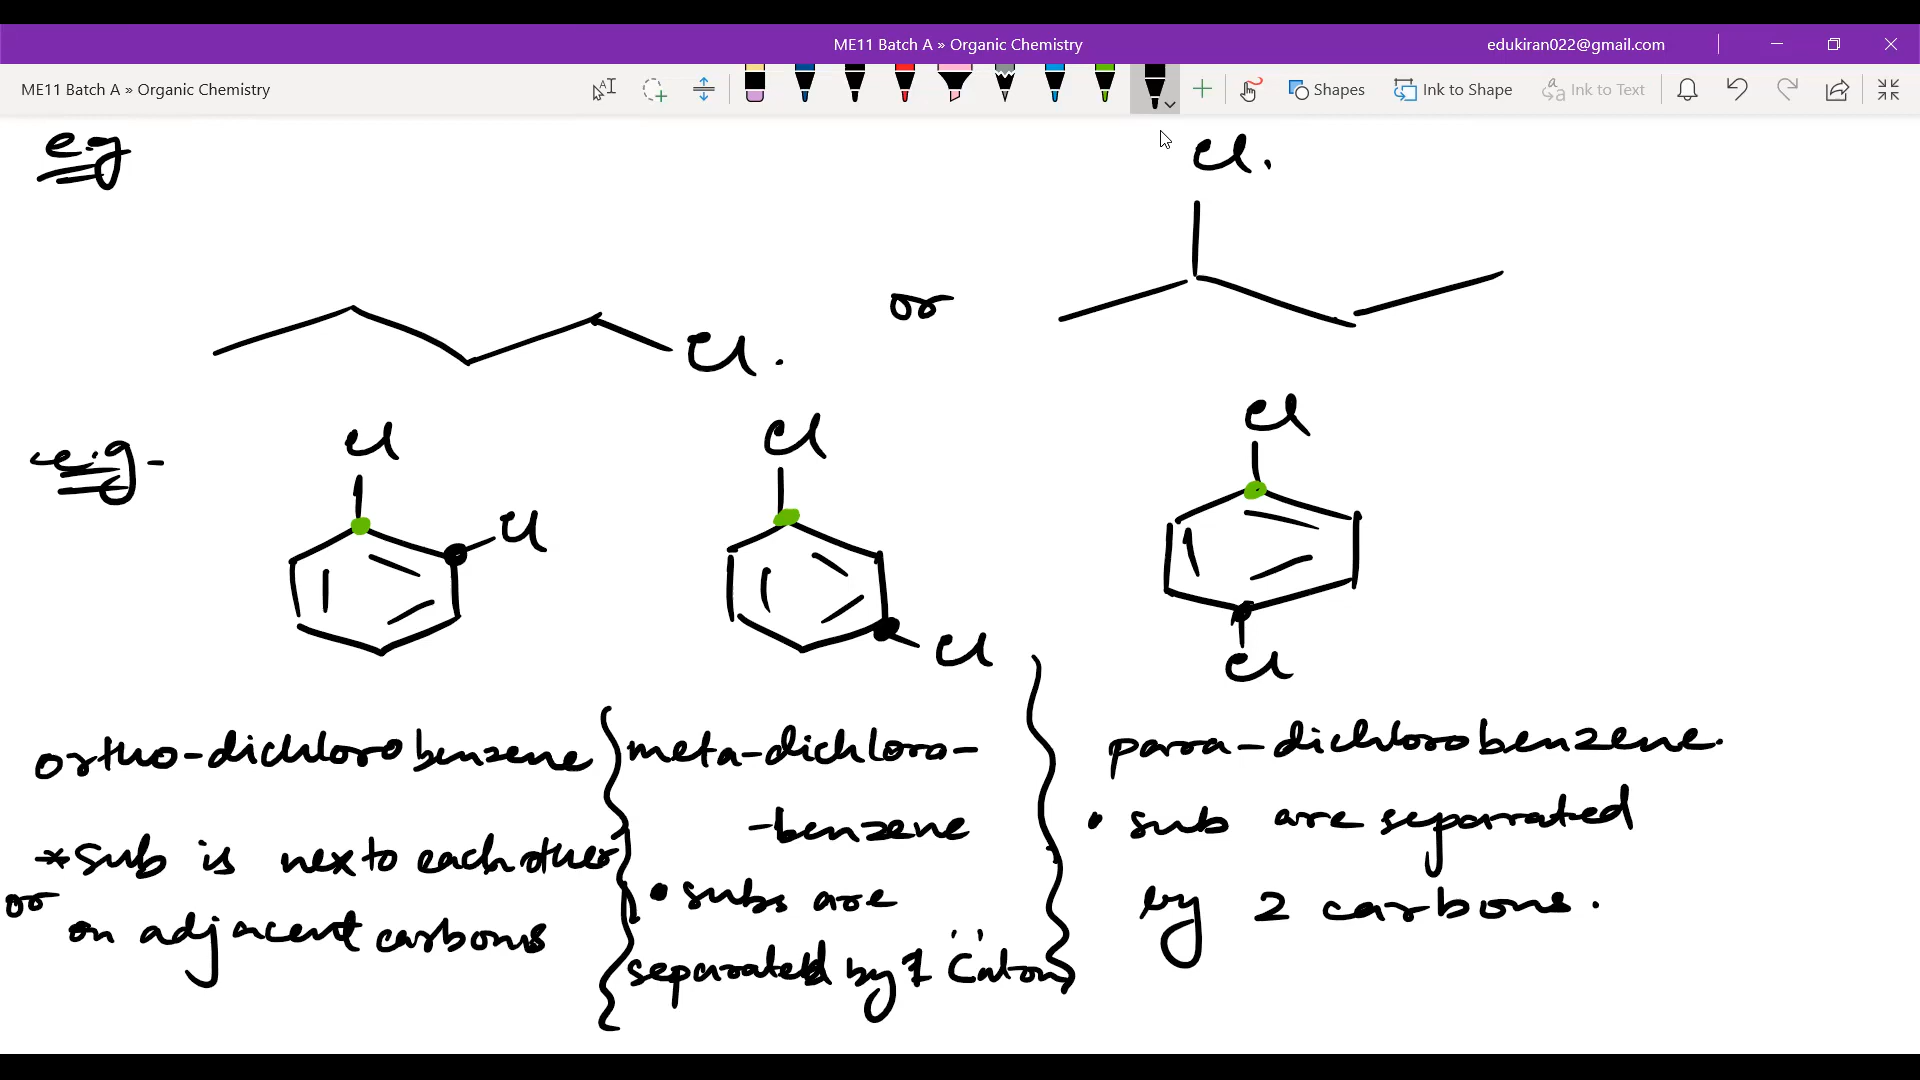 ME11 Batch A » Organic Chemistry
edukiran022@gmail.com
ME11 Batch A » Organic Chemistry
Shapes
Ink to Shape
Ink to Text
e.g
Cl.
or
Cl.
e.g-
Cl
Cl
Cl
Cl
Cl
Cl
ortho-dichlorobenzene
*sub is nex to each other
or
on adjacent carbons
meta-dichloro-
-benzene
• subs are
separated by 1 "C" atom
para-dichlorobenzene.
• sub are separated
by 2 carbons.